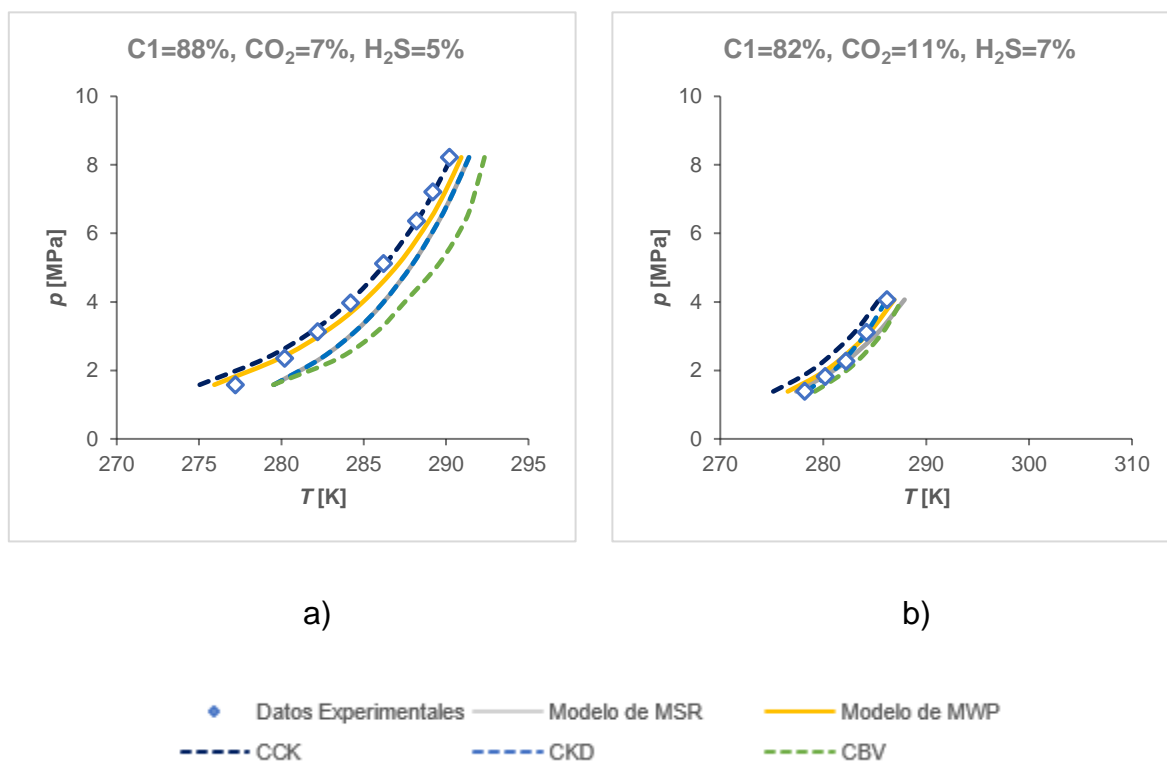 C1=88%, CO₂=7%, H₂S=5%
10
8
6
4
2
0
p [MPa]
270 275 280 285 290 295
T [K]
C1=82%, CO₂=11%, H₂S=7%
10
8
6
4
2
0
p [MPa]
270 280 290 300 310
T [K]
a) b)
Datos Experimentales Modelo de MSR Modelo de MWP
CCK CKD CBV